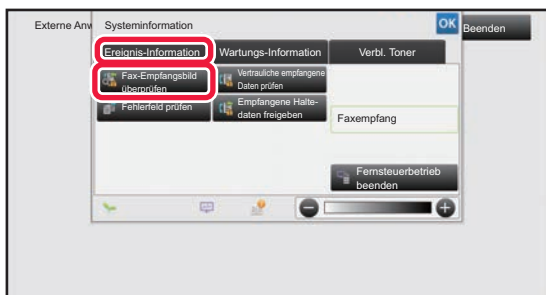 Externe Anw
Systeminformation
OK
Beenden
Ereignis-Information
Wartungs-Information
Verbl. Toner
Fax-Empfangsbild
überprüfen
Vertrauliche empfangene
Daten prüfen
Fehlerfeld prüfen
Empfangene Halte-
daten freigeben
Faxempfang
Fernsteuerbetrieb
beenden